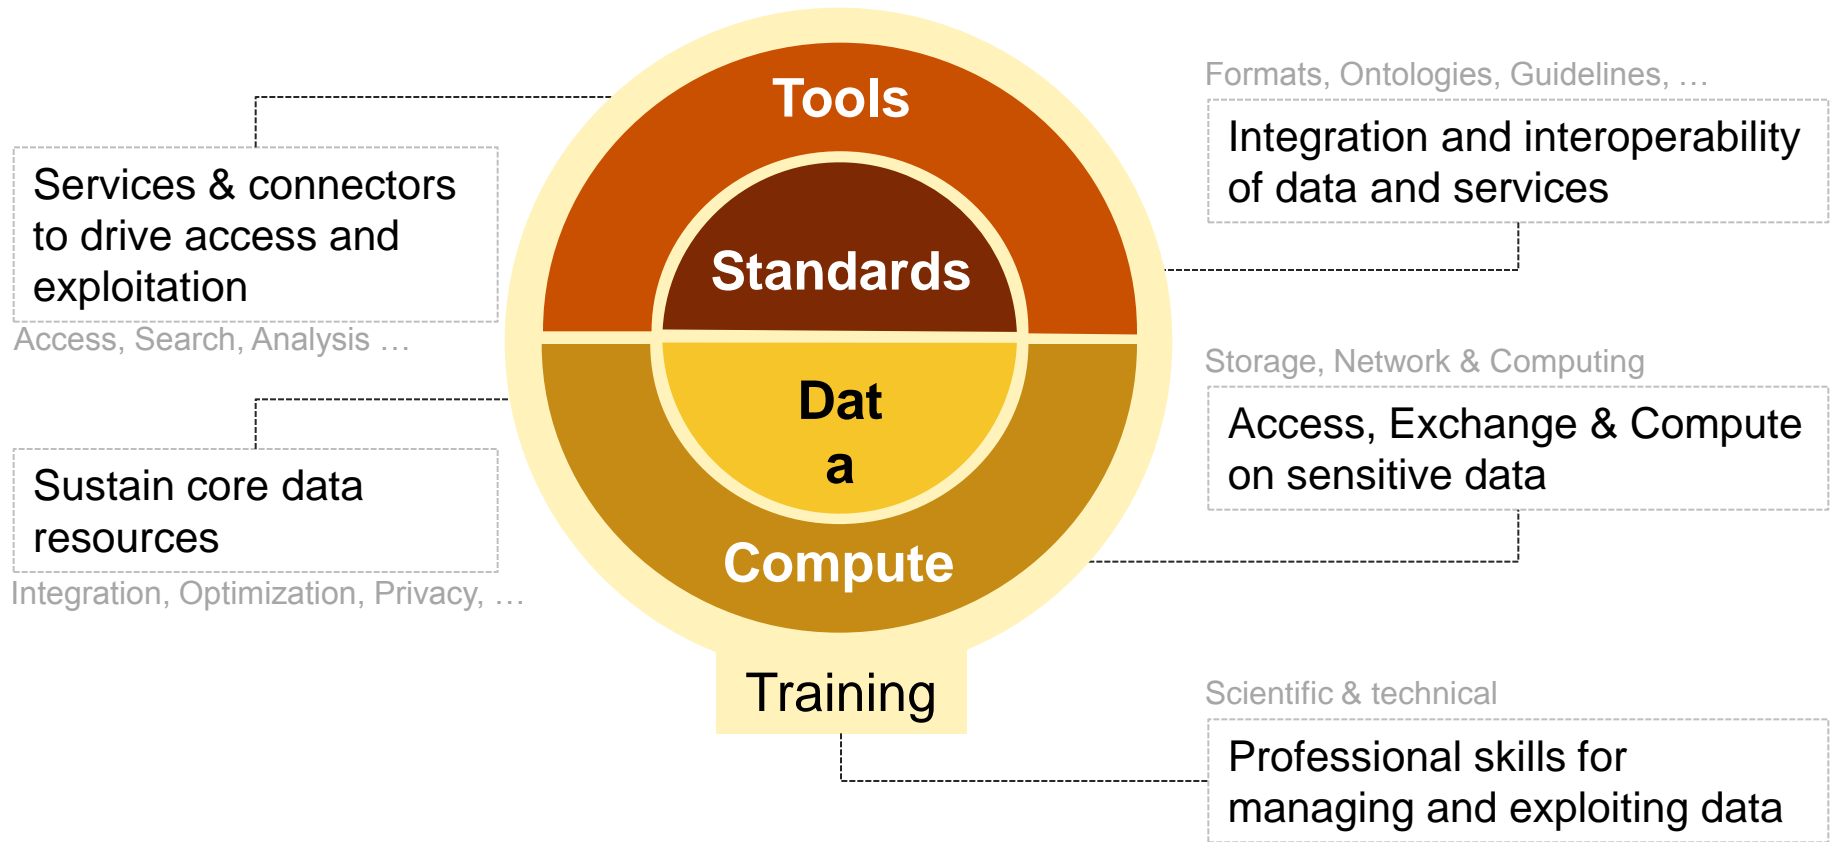 Tools
Standards
Dat
a
Compute
Training
Services & connectors
to drive access and
exploitation
Access, Search, Analysis …
Sustain core data
resources
Integration, Optimization, Privacy, …
Formats, Ontologies, Guidelines, …
Integration and interoperability
of data and services
Storage, Network & Computing
Access, Exchange & Compute
on sensitive data
Scientific & technical
Professional skills for
managing and exploiting data